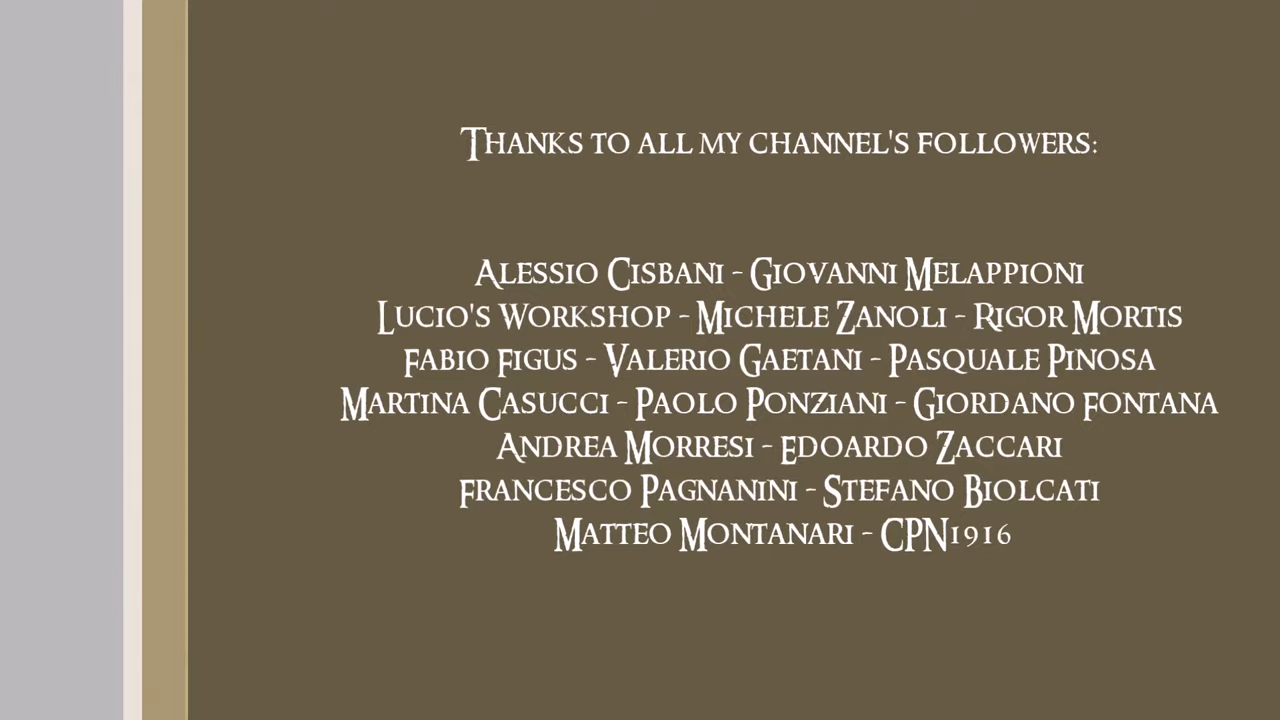 Thanks to all my channel's followers:
Alessio Cisbani - Giovanni Melappioni
Lucio's Workshop - Michele Zanoli - Rigor Mortis
Fabio Figus - Valerio Gaetani - Pasquale Pinosa
Martina Casucci - Paolo Ponziani - Giordano Fontana
Andrea Morresi - Edoardo Zaccari
Francesco Pagnanini - Stefano Biolcati
Matteo Montanari - CPN1916